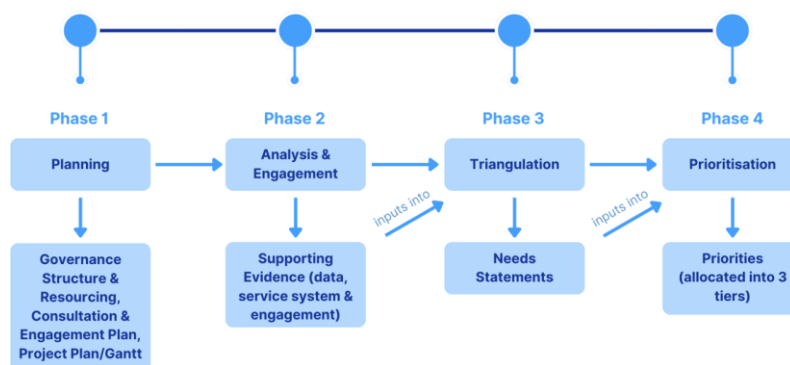 Phase 1
Phase 2
Phase 3
Phase 4
Planning
Analysis &
Engagement
Triangulation
Prioritisation
inputs into
inputs into
Governance
Structure &
Resourcing,
Consultation &
Engagement Plan,
Project Plan/Gantt
Supporting
Evidence (data,
service system &
engagement)
Needs
Statements
Priorities
(allocated into 3
tiers)